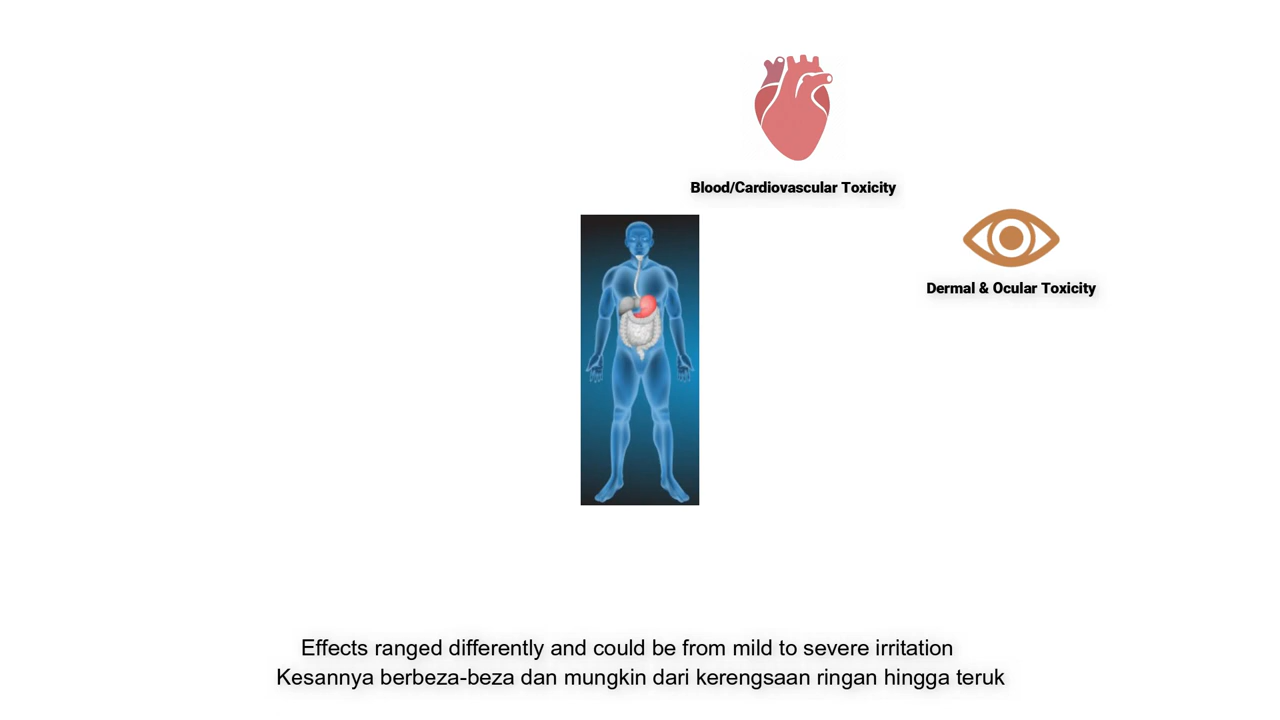 Blood/Cardiovascular Toxicity
Dermal & Ocular Toxicity
Effects ranged differently and could be from mild to severe irritation
Kesannya berbeza-beza dan mungkin dari kerengsaan ringan hingga teruk